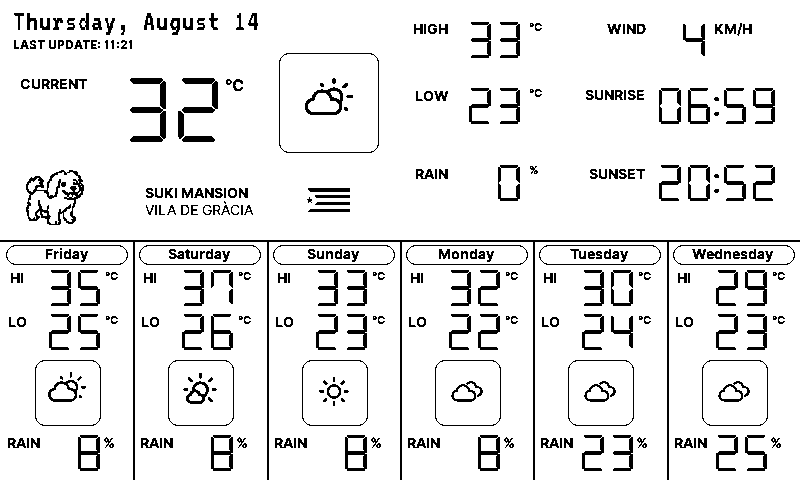 Thursday, August 14
LAST UPDATE: 11:21
CURRENT 32 °C
HIGH 33 °C
WIND 4 KM/H
LOW 23 °C
SUNRISE 06:59
RAIN 0 %
SUNSET 20:52
SUKI MANSION
VILA DE GRÀCIA
Friday
HI 35 °C
LO 25 °C
RAIN 8 %
Saturday
HI 37 °C
LO 26 °C
RAIN 8 %
Sunday
HI 33 °C
LO 23 °C
RAIN 8 %
Monday
HI 32 °C
LO 22 °C
RAIN 8 %
Tuesday
HI 30 °C
LO 24 °C
RAIN 23 %
Wednesday
HI 29 °C
LO 23 °C
RAIN 25 %